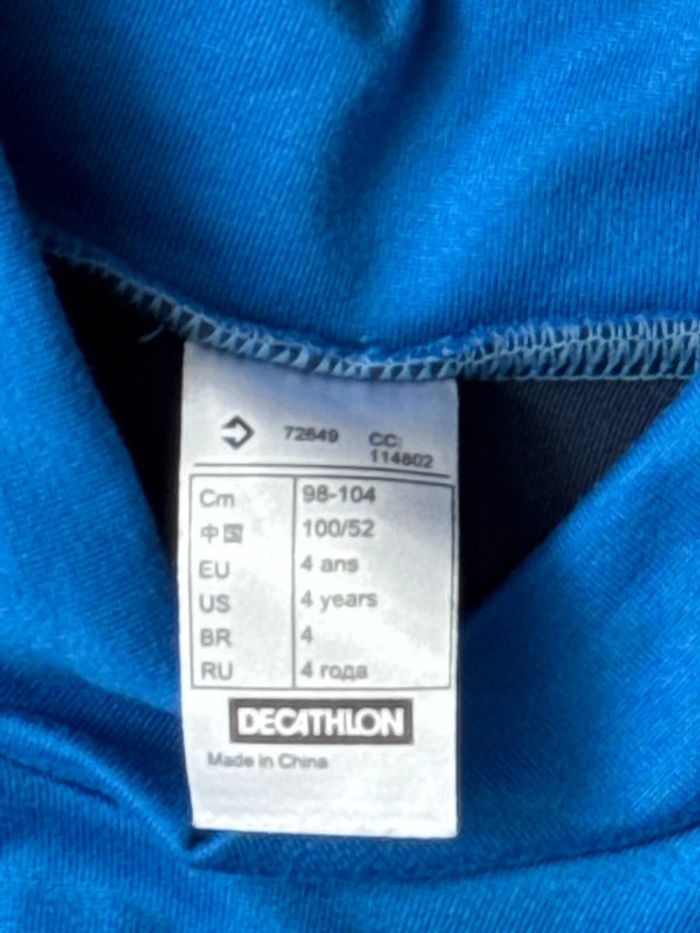 72649 CC:
114802
Cm 98-104
中国 100/52
EU 4 ans
US 4 years
BR 4
RU 4 года
DECATHLON
Made in China